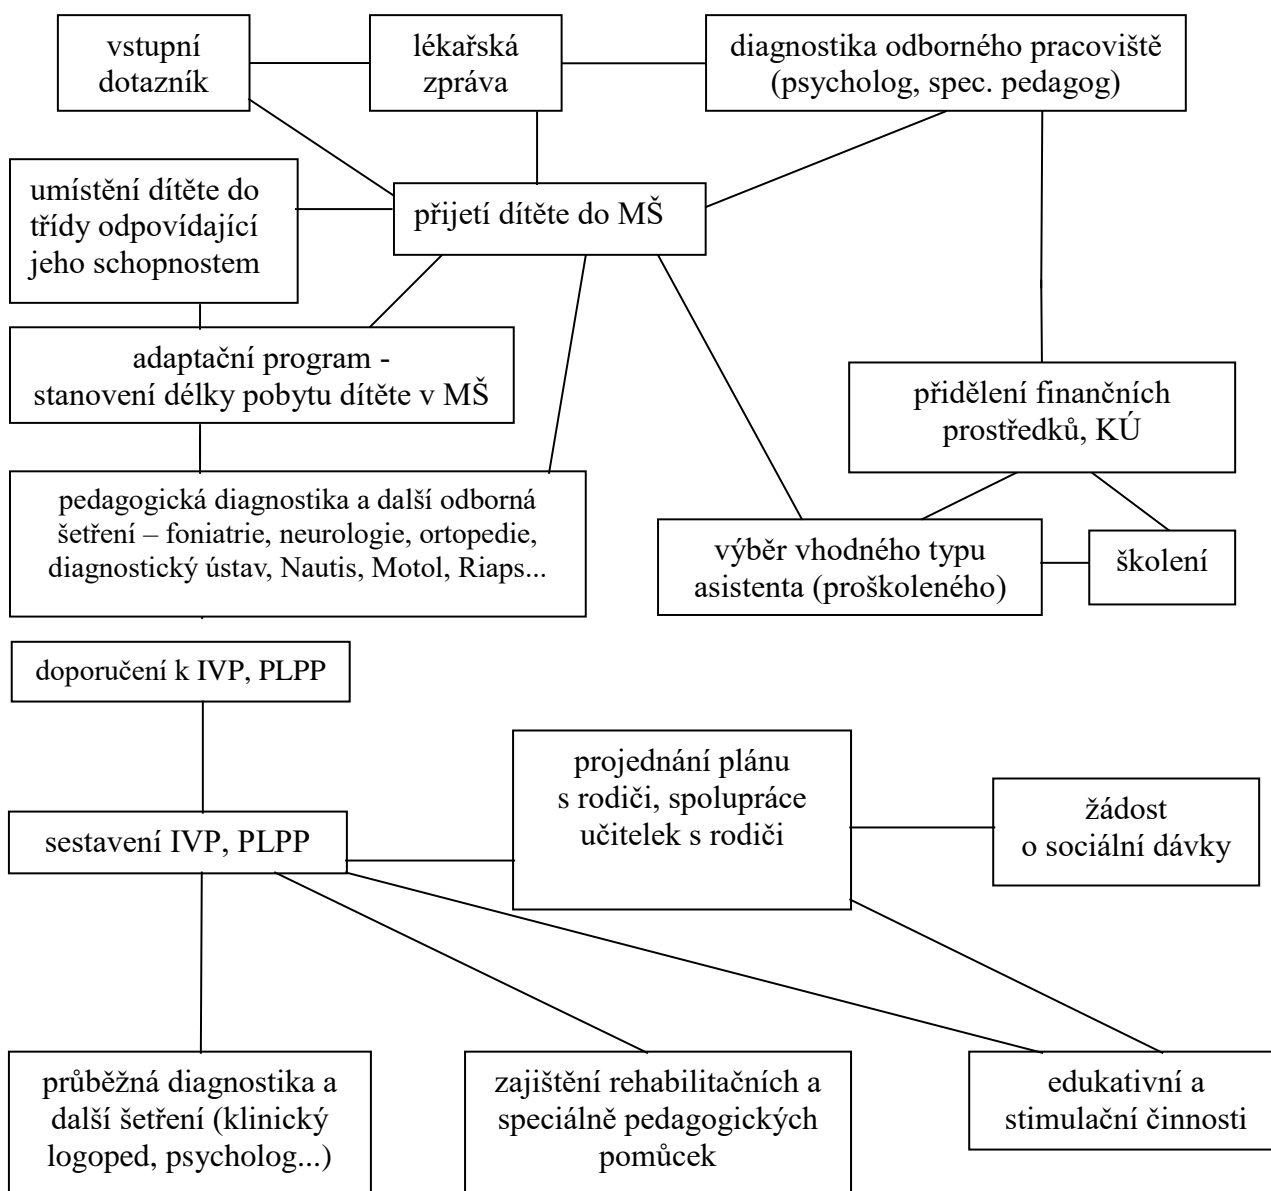 vstupní
dotazník
lékařská
zpráva
diagnostika odborného pracoviště
(psycholog, spec. pedagog)
umístění dítěte do
třídy odpovídající
jeho schopnostem
přijetí dítěte do MŠ
adaptační program -
stanovení délky pobytu dítěte v MŠ
přidělení finančních
prostředků, KÚ
pedagogická diagnostika a další odborná
šetření – foniatrie, neurologie, ortopedie,
diagnostický ústav, Nautis, Motol, Riaps...
výběr vhodného typu
asistenta (proškoleného)
školení
doporučení k IVP, PLPP
projednání plánu
s rodiči, spolupráce
učitelek s rodiči
žádost
o sociální dávky
sestavení IVP, PLPP
průběžná diagnostika a
další šetření (klinický
logoped, psycholog...)
zajištění rehabilitačních a
speciálně pedagogických
pomůcek
edukativní a
stimulační činnosti